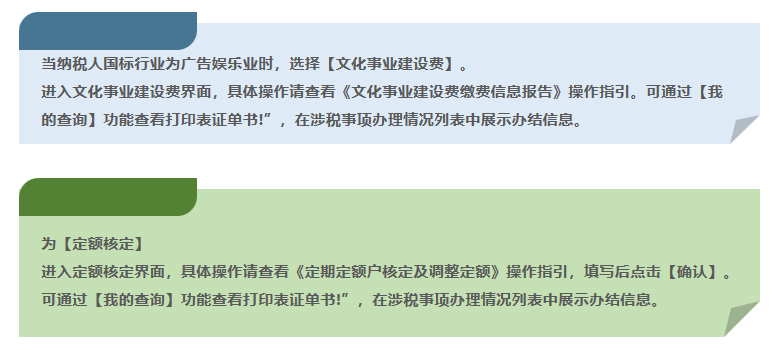 当纳税人国标行业为广告娱乐业时，选择【文化事业建设费】。
进入文化事业建设费界面，具体操作请查看《文化事业建设费缴费信息报告》操作指引。可通过【我
的查询】功能查看打印表证单书!”，在涉税事项办理情况列表中展示办结信息。
为【定额核定】
进入定额核定界面，具体操作请查看《定期定额户核定及调整定额》操作指引，填写后点击【确认】。
可通过【我的查询】功能查看打印表证单书!”，在涉税事项办理情况列表中展示办结信息。